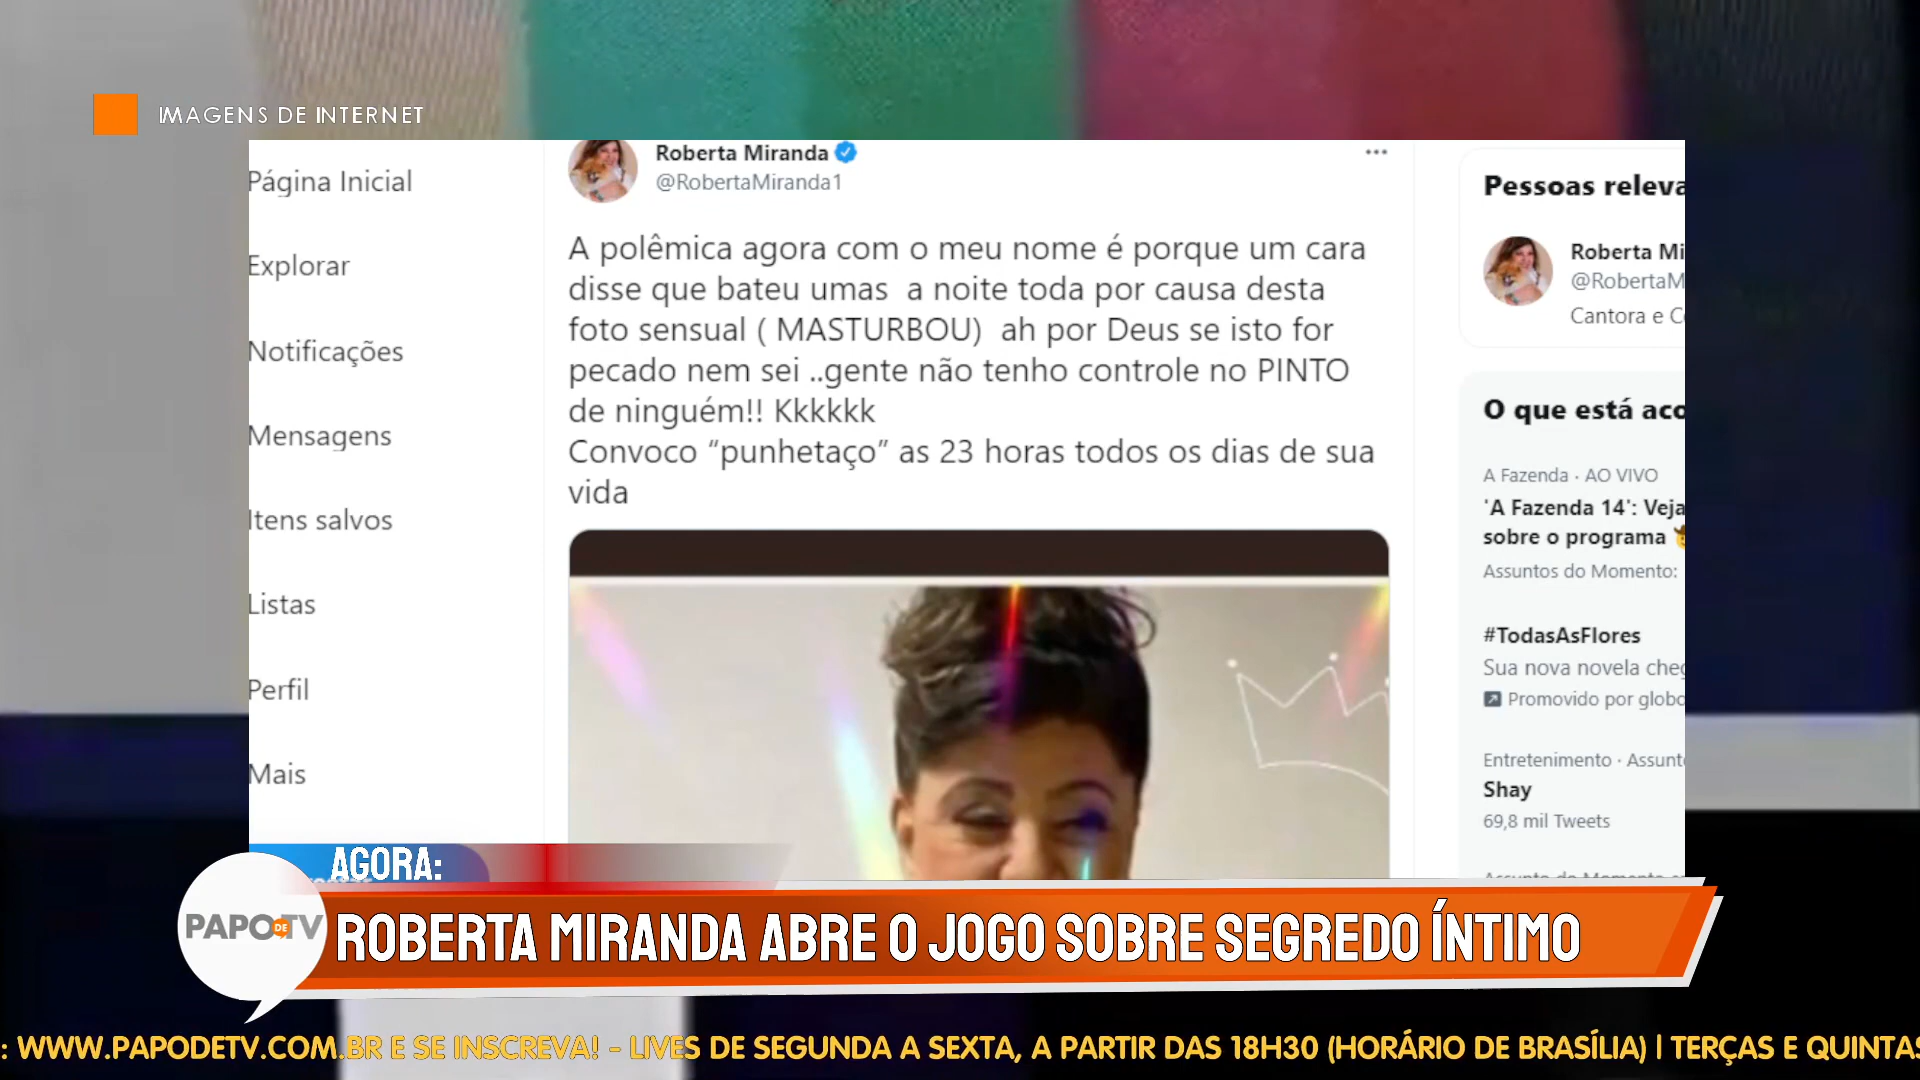 IMAGENS DE INTERNET
Página Inicial
Explorar
Notificações
Mensagens
Itens salvos
Listas
Perfil
Mais
Roberta Miranda
@RobertaMiranda1
A polêmica agora com o meu nome é porque um cara
disse que bateu umas  a noite toda por causa desta
foto sensual ( MASTURBOU)  ah por Deus se isto for
pecado nem sei ..gente não tenho controle no PINTO
de ninguém!! Kkkkkk
Convoco “punhetaço” as 23 horas todos os dias de sua
vida
Pessoas releva
Roberta Mi
@RobertaM
Cantora e C
O que está aco
A Fazenda · AO VIVO
'A Fazenda 14': Veja
sobre o programa
Assuntos do Momento:
#TodasAsFlores
Sua nova novela cheg
Promovido por globo
Entretenimento · Assunt
Shay
69,8 mil Tweets
AGORA:
PAPO DE TV
ROBERTA MIRANDA ABRE O JOGO SOBRE SEGREDO ÍNTIMO
: WWW.PAPODETV.COM.BR E SE INSCREVA! - LIVES DE SEGUNDA A SEXTA, A PARTIR DAS 18H30 (HORÁRIO DE BRASÍLIA) | TERÇAS E QUINTAS